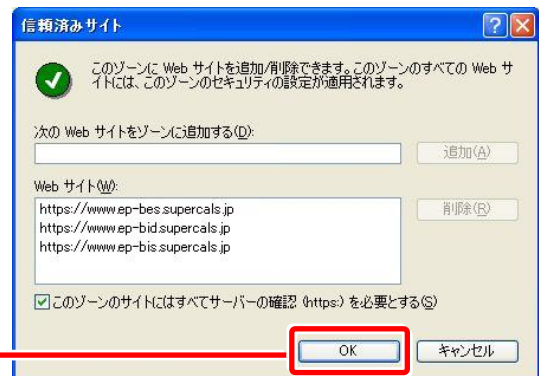 信頼済みサイト
このゾーンに Web サイトを追加/削除できます。このゾーンのすべての Web サ
イトには、このゾーンのセキュリティの設定が適用されます。
次の Web サイトをゾーンに追加する(D):
追加(A)
Web サイト(W):
https://www.ep-bes.supercals.jp
https://www.ep-bid.supercals.jp
https://www.ep-bis.supercals.jp
削除(R)
このゾーンのサイトにはすべてサーバーの確認 (https:) を必要とする(S)
OK
キャンセル